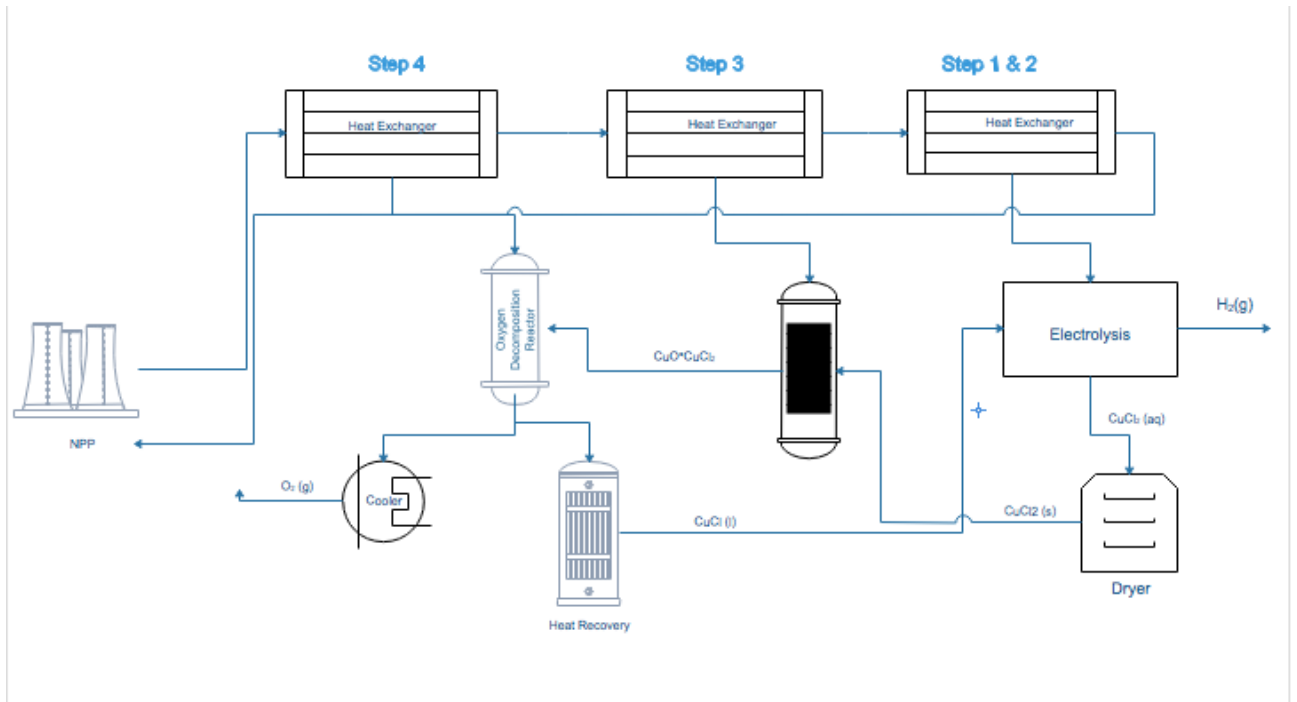 Step 4
Step 3
Step 1 & 2
Heat Exchanger
Heat Exchanger
Heat Exchanger
Oxygen
Decomposition
Reactor
H₂(g)
Electrolysis
CuO*CuCl₂
CuCl₂ (aq)
NPP
O₂ (g)
Cooler
CuCl2 (s)
CuCl (l)
Dryer
Heat Recovery